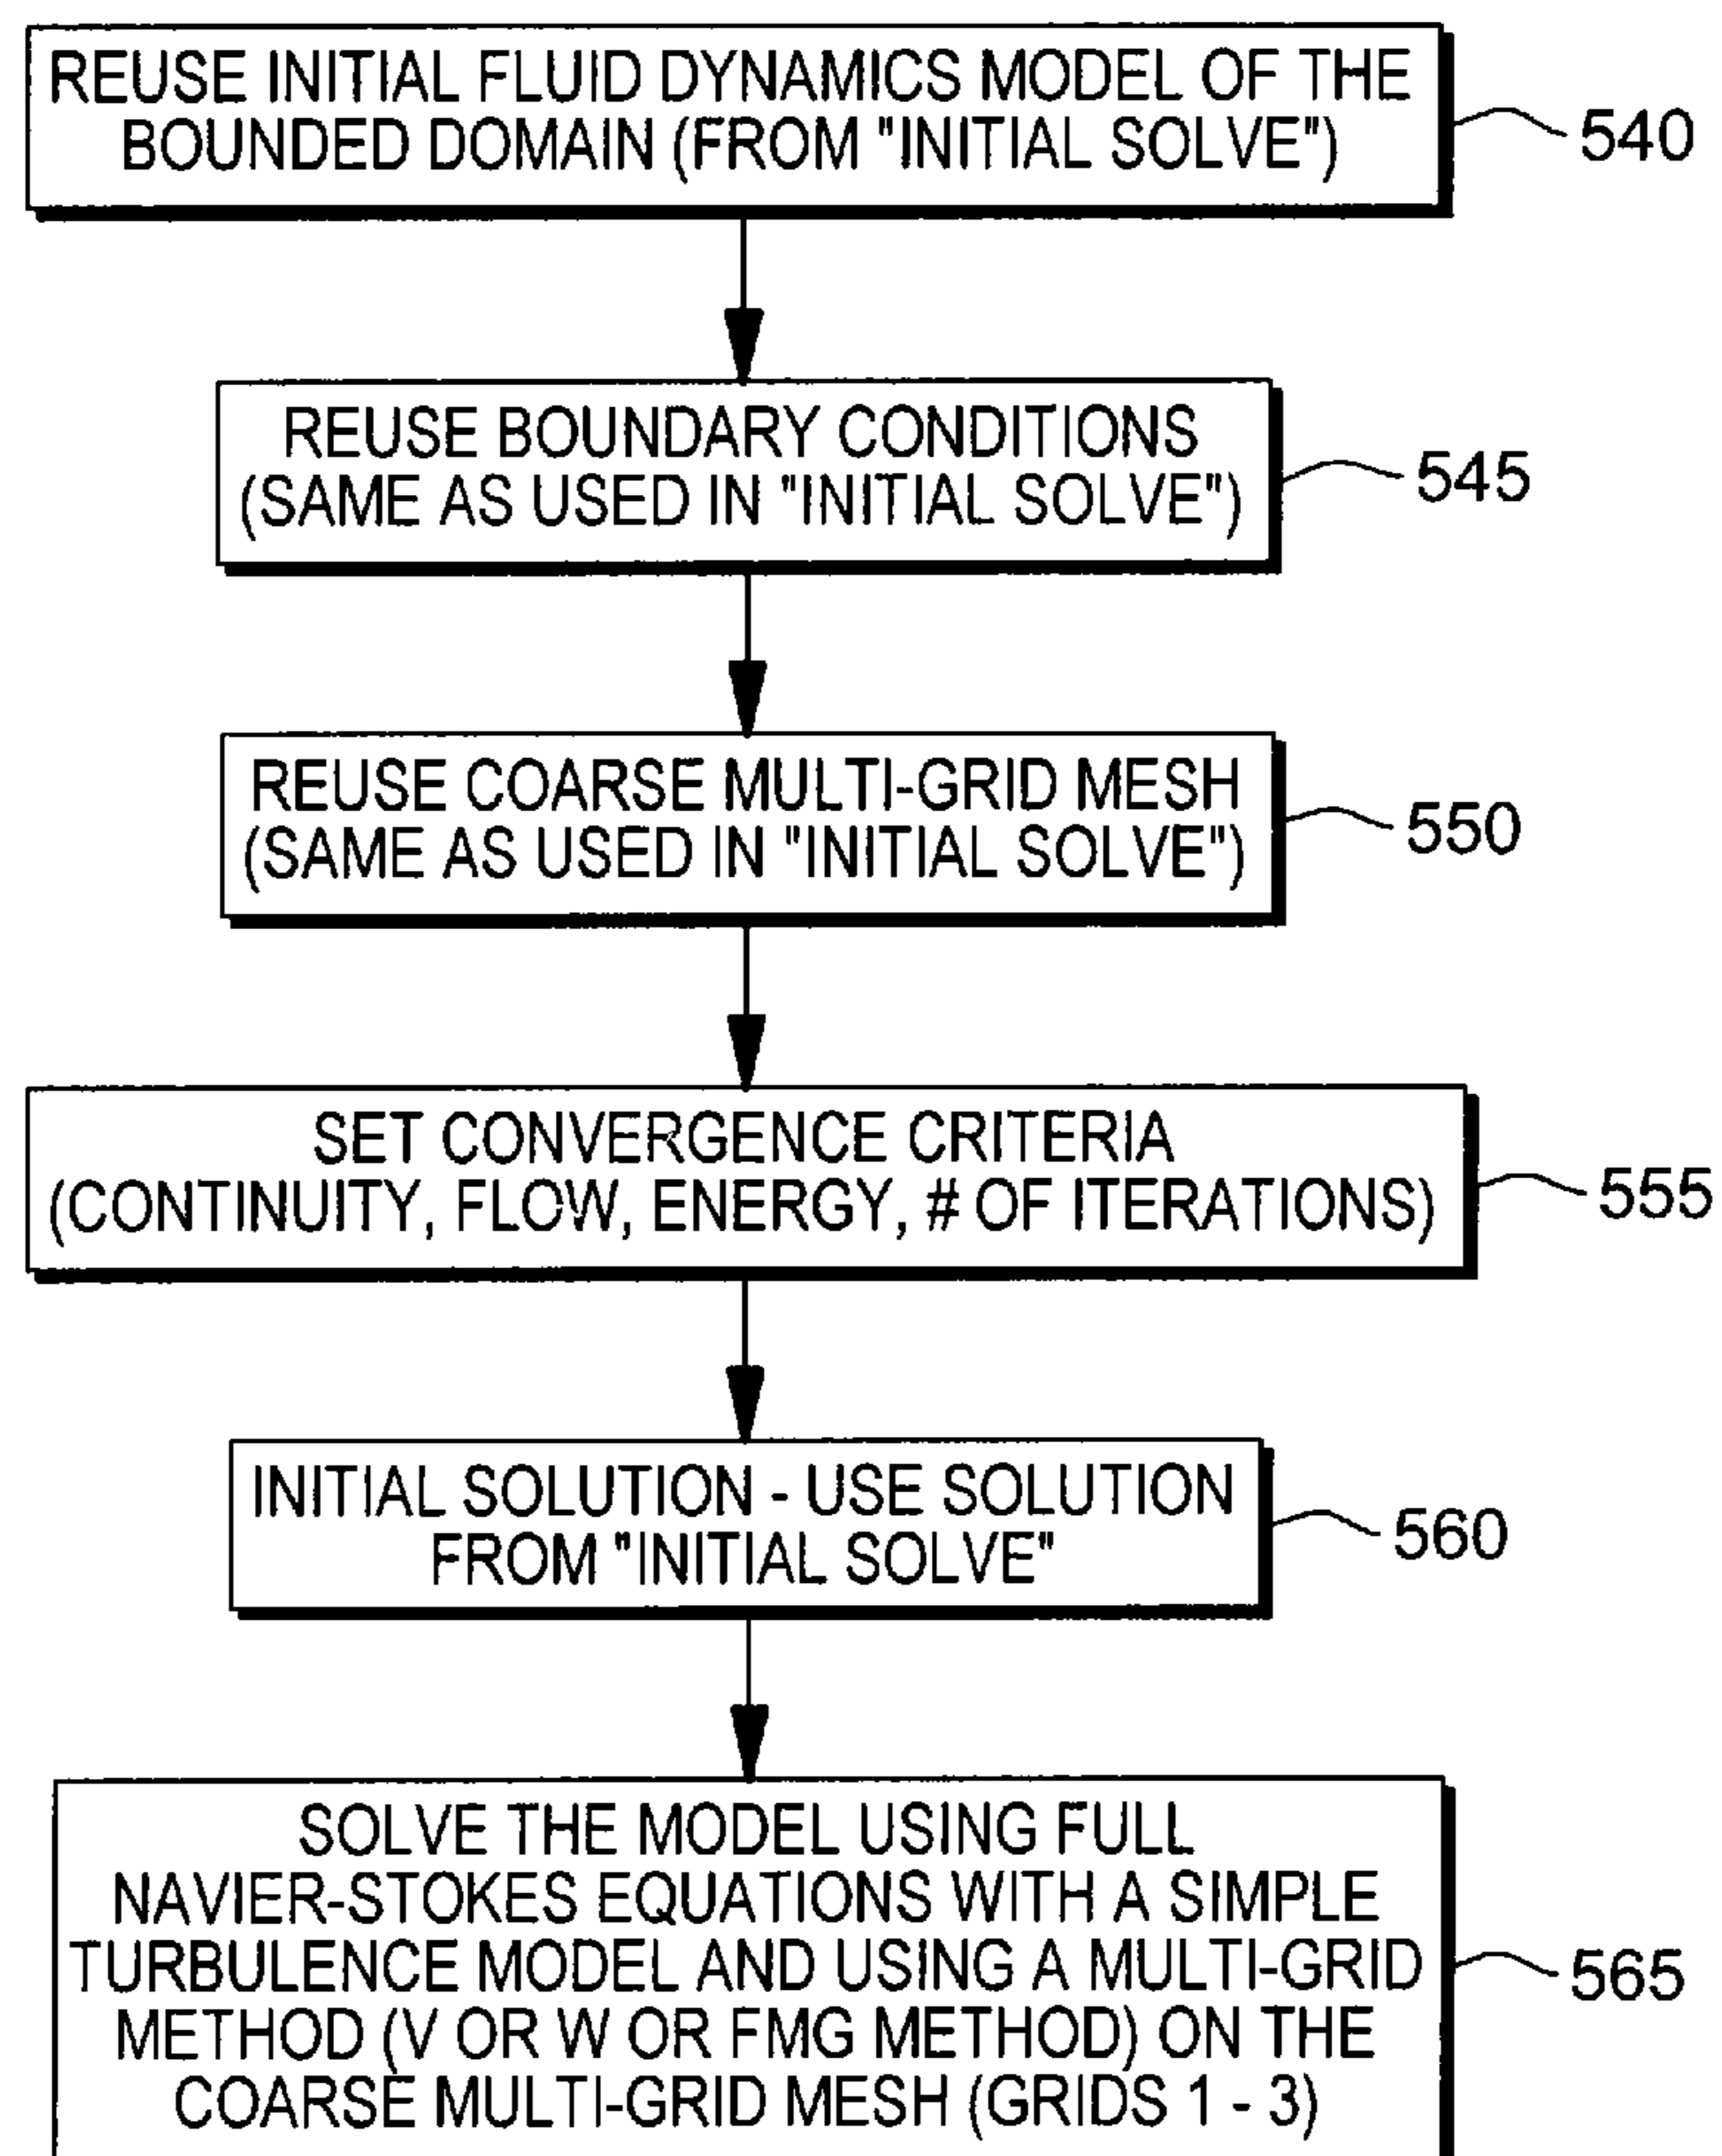 REUSE INITIAL FLUID DYNAMICS MODEL OF THE
BOUNDED DOMAIN (FROM "INITIAL SOLVE")
540
REUSE BOUNDARY CONDITIONS
(SAME AS USED IN "INITIAL SOLVE")
545
REUSE COARSE MULTI-GRID MESH
(SAME AS USED IN "INITIAL SOLVE")
550
SET CONVERGENCE CRITERIA
(CONTINUITY, FLOW, ENERGY, # OF ITERATIONS)
555
INITIAL SOLUTION - USE SOLUTION
FROM "INITIAL SOLVE"
560
SOLVE THE MODEL USING FULL
NAVIER-STOKES EQUATIONS WITH A SIMPLE
TURBULENCE MODEL AND USING A MULTI-GRID
METHOD (V OR W OR FMG METHOD) ON THE
COARSE MULTI-GRID MESH (GRIDS 1 - 3)
565